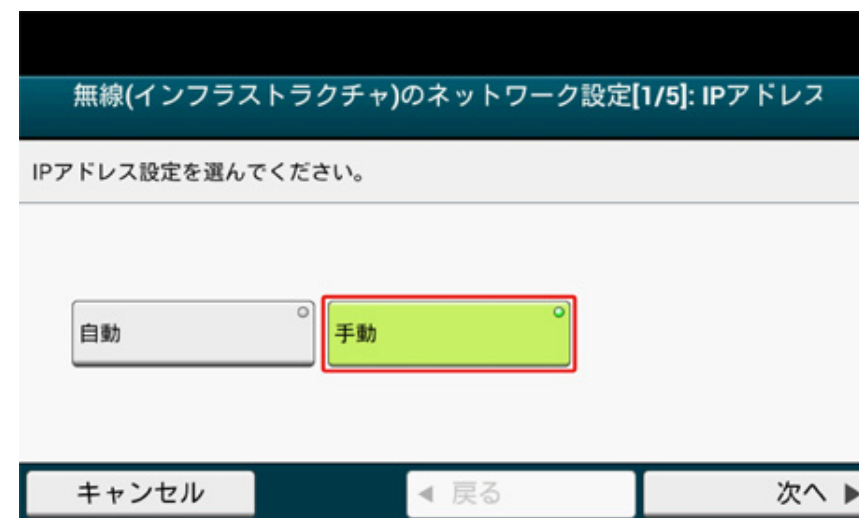 無線(インフラストラクチャ)のネットワーク設定[1/5]: IPアドレス
IPアドレス設定を選んでください。
自動
手動
キャンセル
◀ 戻る
次へ ▶